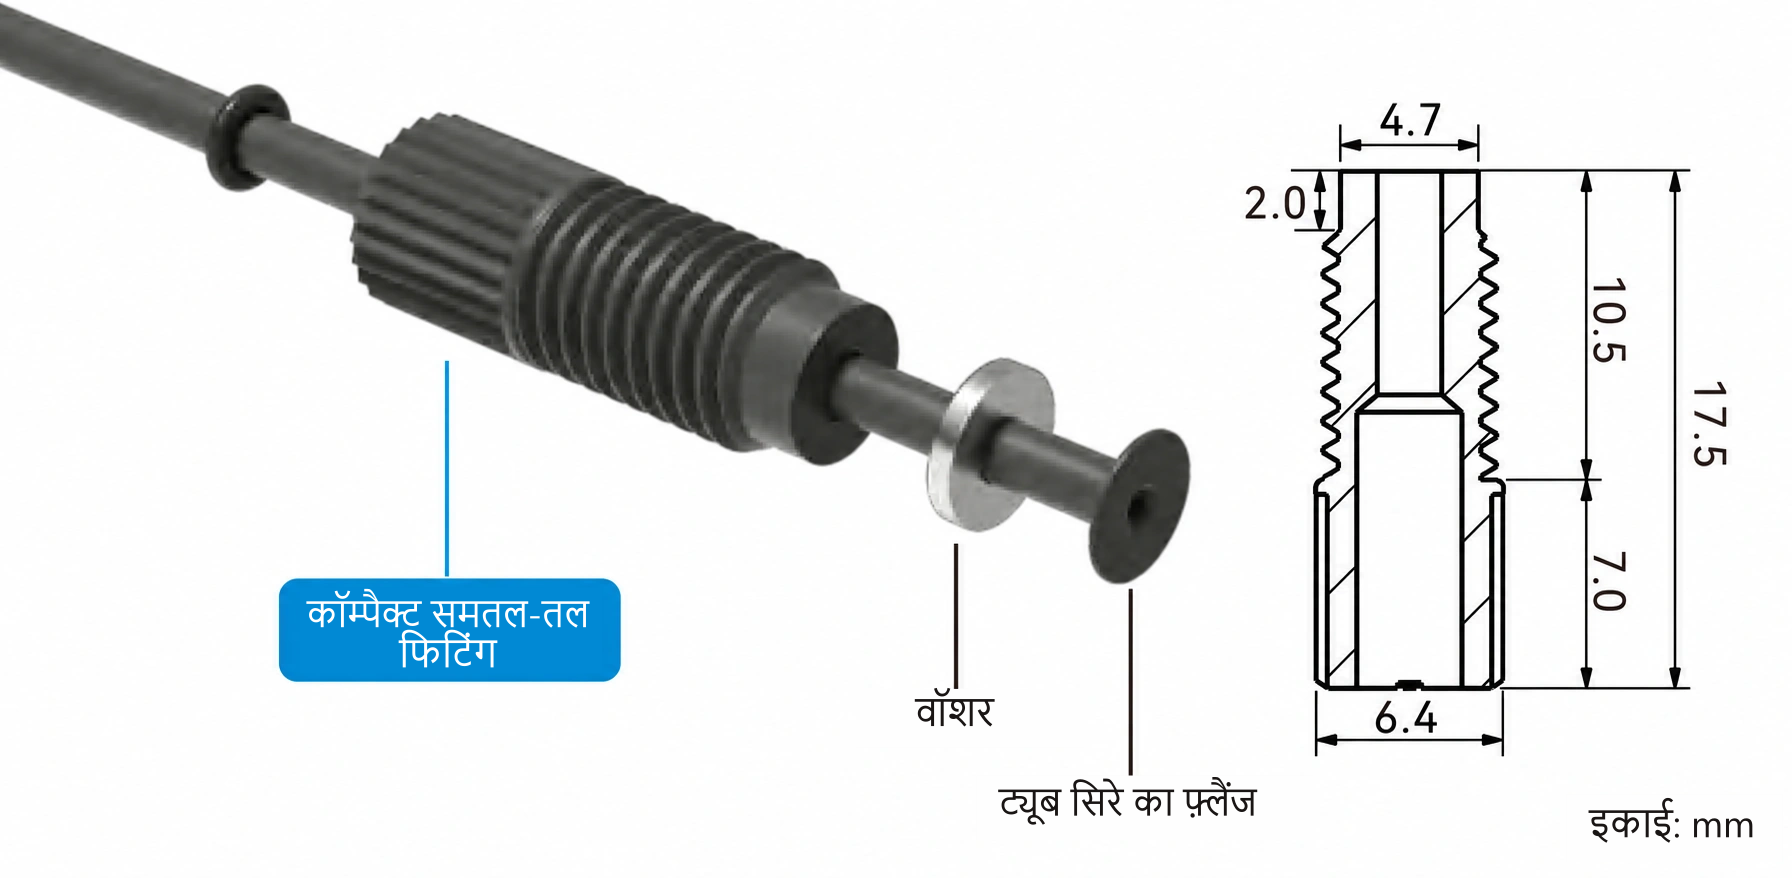 कॉम्पैक्ट समतल-तल
फिटिंग
वॉशर
ट्यूब सिरे का फ़्लैंज
4.7
2.0
10.5
17.5
7.0
6.4
इकाई: mm